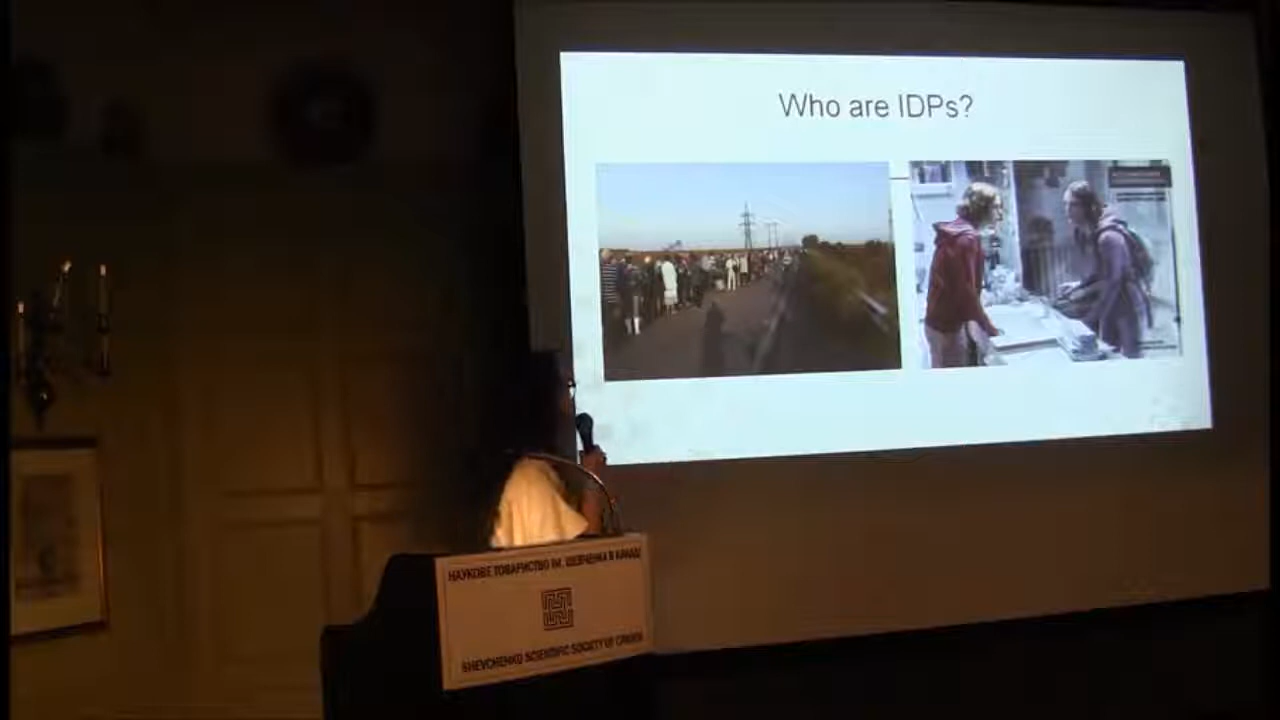 Who are IDPs?
НАУКОВЕ ТОВАРИСТВО ІМ. ШЕВЧЕНКА В КАНАДІ
SHEVCHENKO SCIENTIFIC SOCIETY OF CANADA